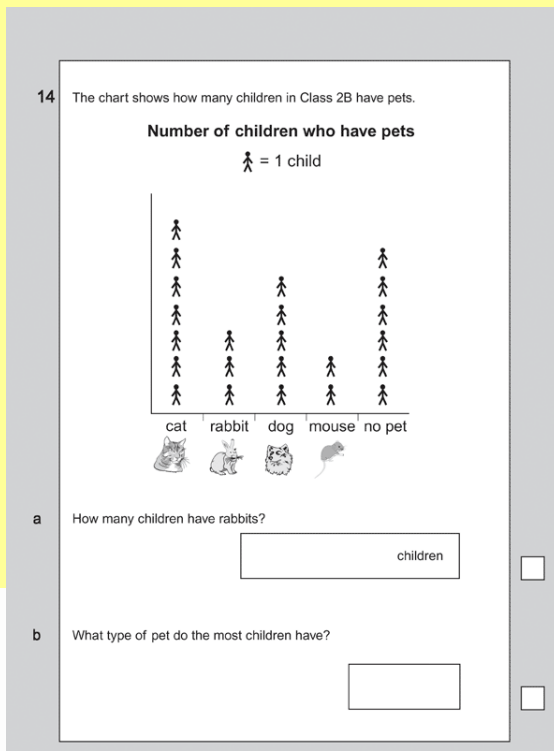 14 The chart shows how many children in Class 2B have pets.
Number of children who have pets
= 1 child
cat rabbit dog mouse no pet
a How many children have rabbits?
children
b What type of pet do the most children have?